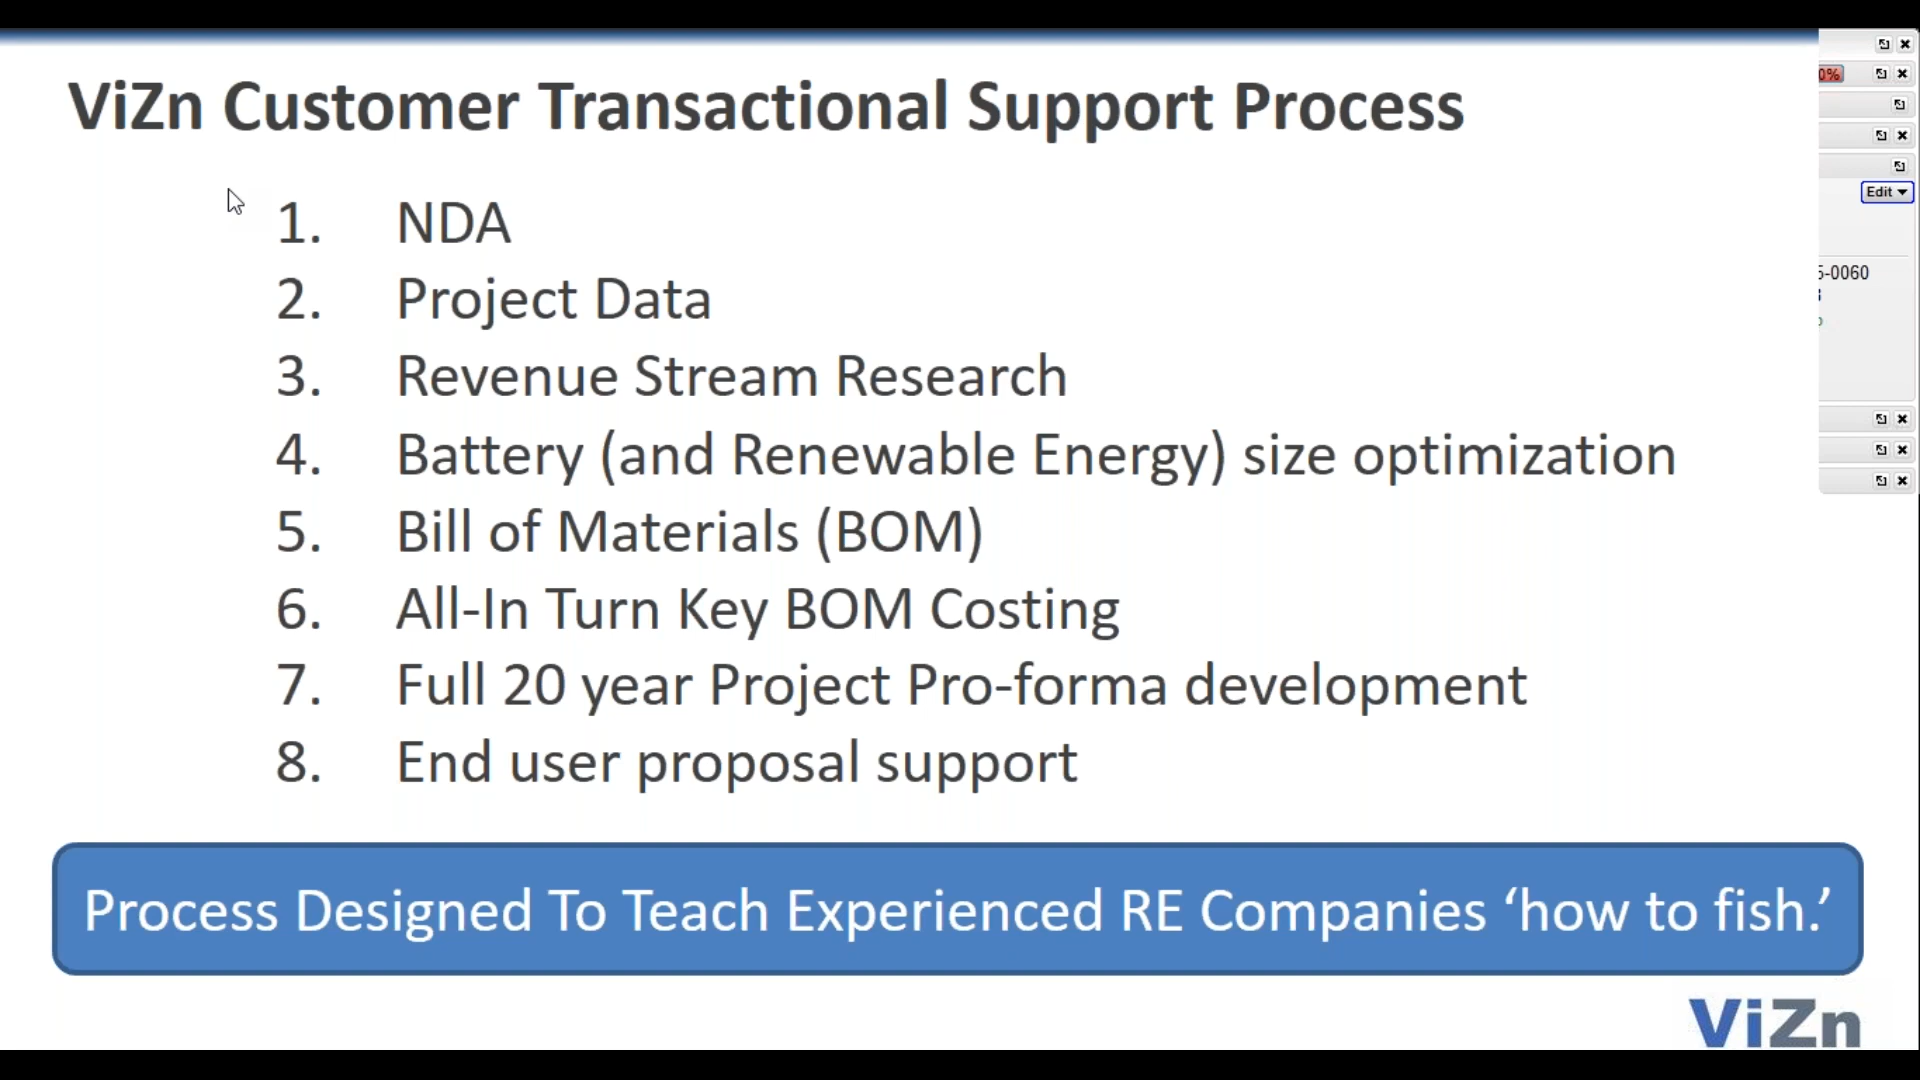 ViZn Customer Transactional Support Process
1. NDA
2. Project Data
3. Revenue Stream Research
4. Battery (and Renewable Energy) size optimization
5. Bill of Materials (BOM)
6. All-In Turn Key BOM Costing
7. Full 20 year Project Pro-forma development
8. End user proposal support
Process Designed To Teach Experienced RE Companies ‘how to fish.’
ViZn
0%
Edit
5-0060